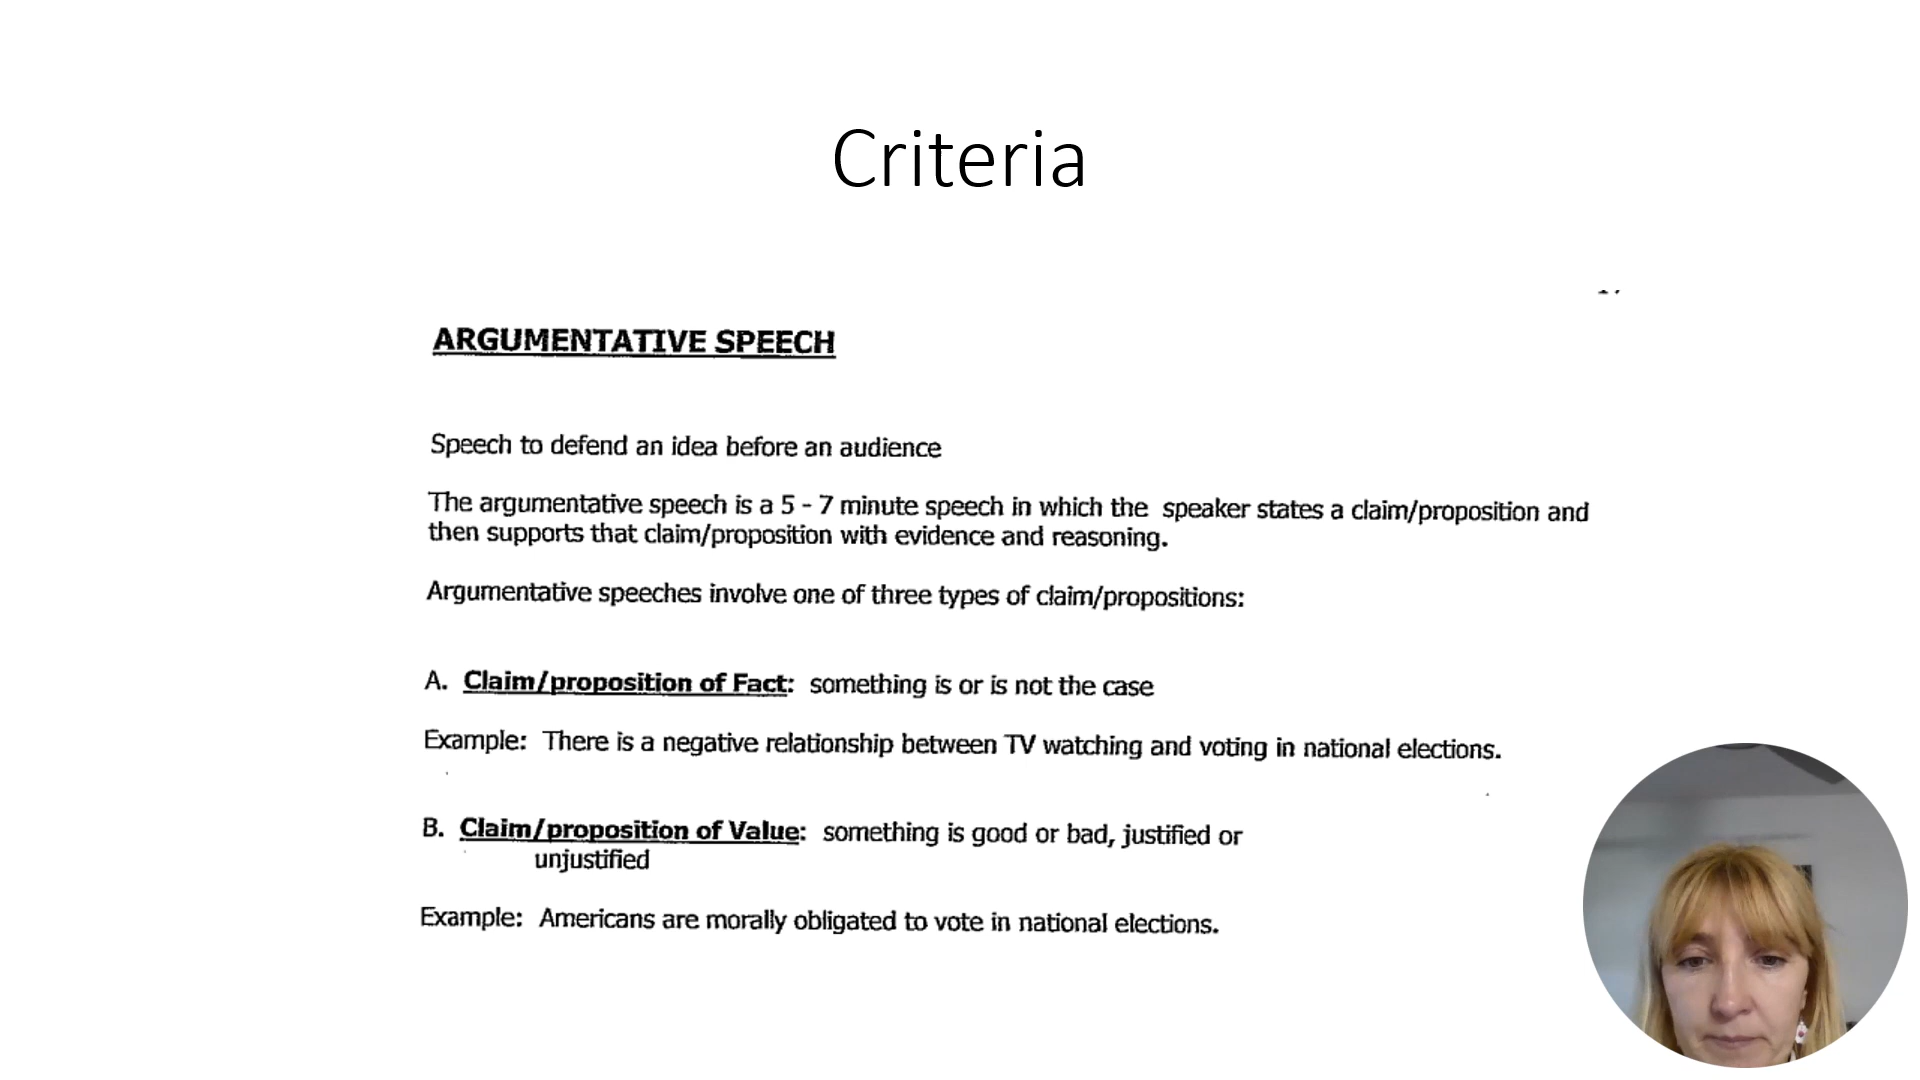 Criteria
ARGUMENTATIVE SPEECH
Speech to defend an idea before an audience
The argumentative speech is a 5 - 7 minute speech in which the speaker states a claim/proposition and
then supports that claim/proposition with evidence and reasoning.
Argumentative speeches involve one of three types of claim/propositions:
A. Claim/proposition of Fact: something is or is not the case
Example: There is a negative relationship between TV watching and voting in national elections.
B. Claim/proposition of Value: something is good or bad, justified or
unjustified
Example: Americans are morally obligated to vote in national elections.